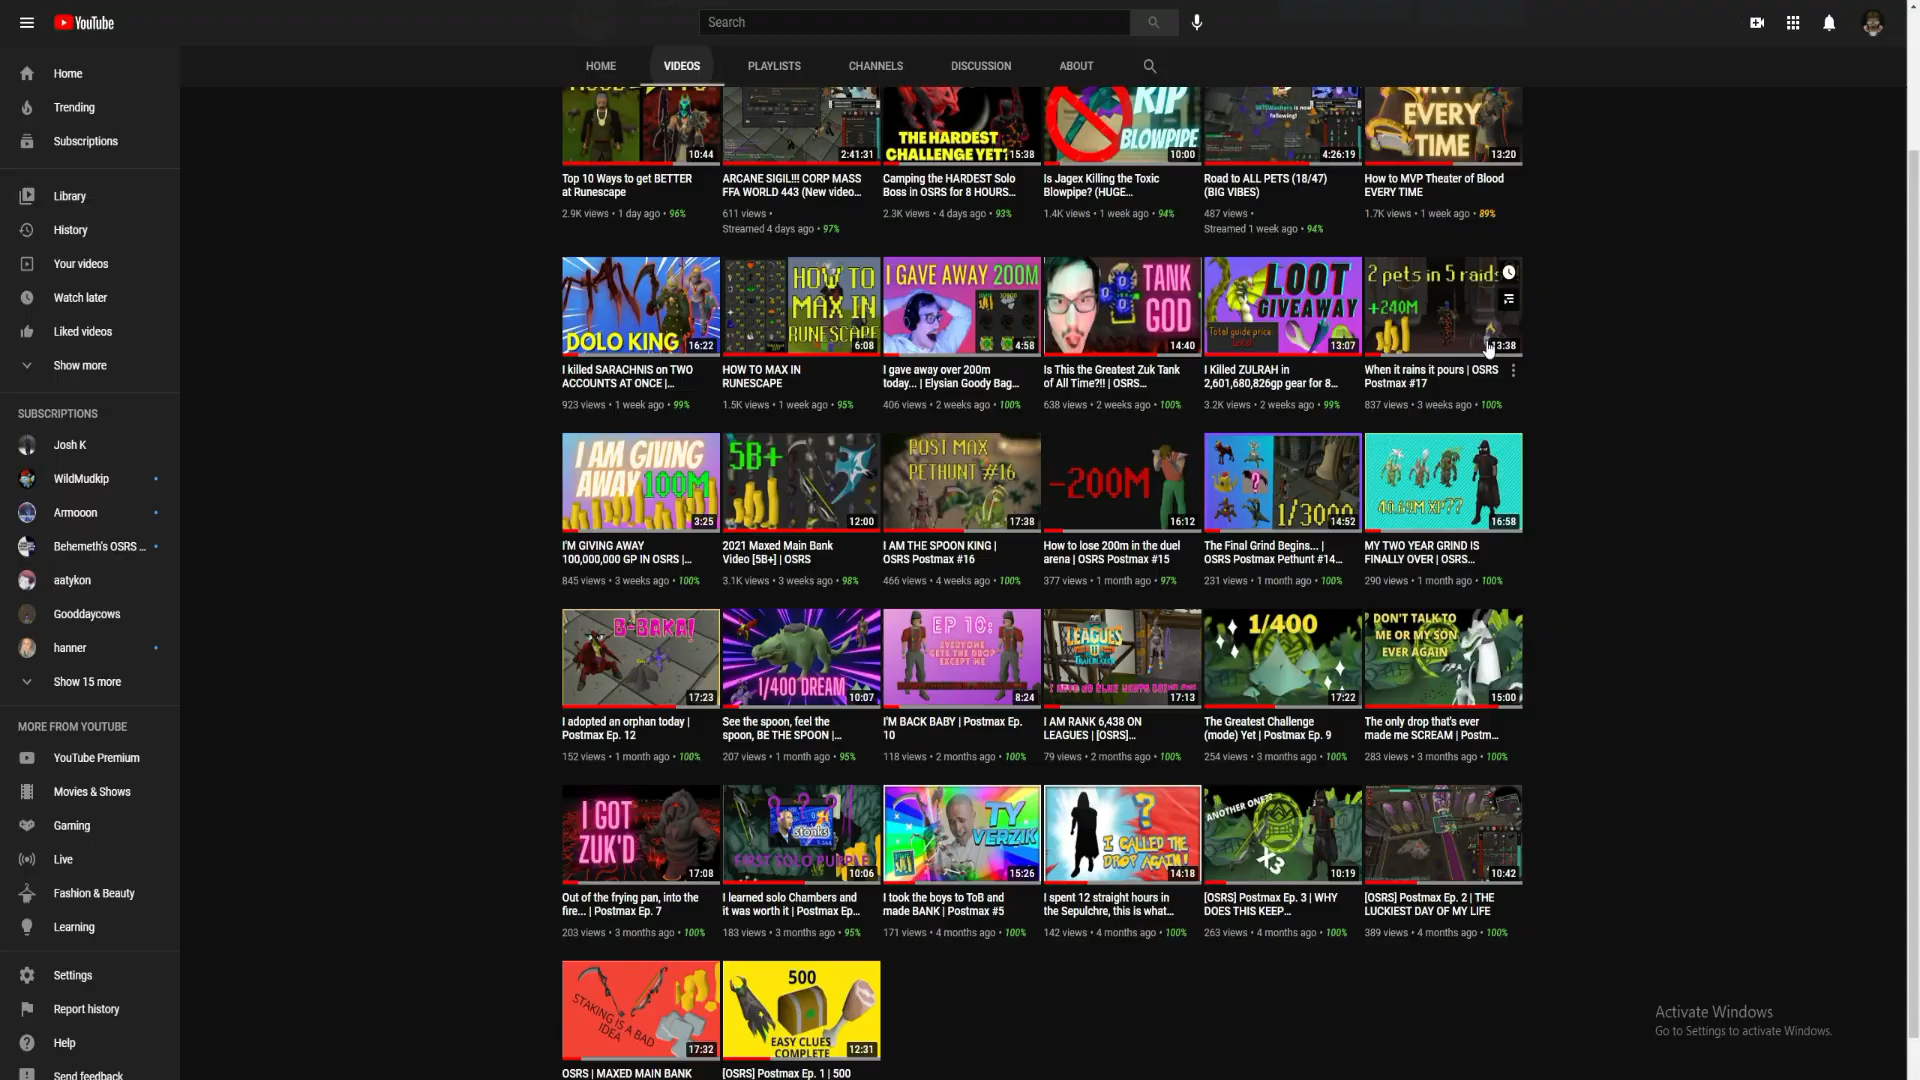 YouTube
Search
HOME
VIDEOS
PLAYLISTS
CHANNELS
DISCUSSION
ABOUT
Home
Trending
Subscriptions
Library
History
Your videos
Watch later
Liked videos
Show more
SUBSCRIPTIONS
Josh K
WildMudkip
Armooon
Behemeth's OSRS ...
aatykon
Gooddaycows
hanner
Show 15 more
MORE FROM YOUTUBE
YouTube Premium
Movies & Shows
Gaming
Live
Fashion & Beauty
Learning
Settings
Report history
Help
Send feedback
10:44
Top 10 Ways to get BETTER
at Runescape
2.9K views • 1 day ago • 96%
2:41:31
ARCANE SIGIL!!! CORP MASS
FFA WORLD 443 (New video...
611 views •
Streamed 4 days ago • 97%
THE HARDEST
CHALLENGE YET?
15:38
Camping the HARDEST Solo
Boss in OSRS for 8 HOURS...
2.3K views • 4 days ago • 93%
RIP
BLOWPIPE
10:00
Is Jagex Killing the Toxic
Blowpipe? (HUGE...
1.4K views • 1 week ago • 94%
is now
following!
4:26:19
Road to ALL PETS (18/47)
(BIG VIBES)
487 views •
Streamed 1 week ago • 94%
MVP
EVERY
TIME
13:20
How to MVP Theater of Blood
EVERY TIME
1.7K views • 1 week ago • 89%
DOLO KING
16:22
I killed SARACHNIS on TWO
ACCOUNTS AT ONCE |...
923 views • 1 week ago • 99%
HOW TO
MAX IN
RUNESCAPE
6:08
HOW TO MAX IN
RUNESCAPE
1.5K views • 1 week ago • 95%
I GAVE AWAY 200M
4:58
I gave away over 200m
today... | Elysian Goody Bag...
406 views • 2 weeks ago • 100%
TANK
GOD
14:40
Is This the Greatest Zuk Tank
of All Time?!! | OSRS...
638 views • 2 weeks ago • 100%
LOOT
GIVEAWAY
Total guide price
13:07
I Killed ZULRAH in
2,601,680,826gp gear for 8...
3.2K views • 2 weeks ago • 99%
2 pets in 5 raids
+240M
3:38
When it rains it pours | OSRS
Postmax #17
837 views • 3 weeks ago • 100%
I AM GIVING
AWAY 100M
3:25
I'M GIVING AWAY
100,000,000 GP IN OSRS |...
845 views • 3 weeks ago • 100%
5B+
12:00
2021 Maxed Main Bank
Video [5B+] | OSRS
3.1K views • 3 weeks ago • 98%
POST MAX
PETHUNT #16
17:38
I AM THE SPOON KING |
OSRS Postmax #16
466 views • 4 weeks ago • 100%
-200M
16:12
How to lose 200m in the duel
arena | OSRS Postmax #15
377 views • 1 month ago • 97%
?
1/3000
14:52
The Final Grind Begins... |
OSRS Postmax Pethunt #14...
231 views • 1 month ago • 100%
40.69M XP??
16:58
MY TWO YEAR GRIND IS
FINALLY OVER | OSRS...
290 views • 1 month ago • 100%
B-BAKA!
17:23
I adopted an orphan today |
Postmax Ep. 12
152 views • 1 month ago • 100%
1/400 DREAM
10:07
See the spoon, feel the
spoon, BE THE SPOON |...
207 views • 1 month ago • 95%
EP 10:
EVERYONE
GETS THE DROP
EXCEPT ME
8:24
I'M BACK BABY | Postmax Ep.
10
118 views • 2 months ago • 100%
LEAGUES
II
TRAILBLAZER
17:13
I AM RANK 6,438 ON
LEAGUES | [OSRS]...
79 views • 2 months ago • 100%
1/400
17:22
The Greatest Challenge
(mode) Yet | Postmax Ep. 9
254 views • 3 months ago • 100%
DON'T TALK TO
ME OR MY SON
EVER AGAIN
15:00
The only drop that's ever
made me SCREAM | Postm...
283 views • 3 months ago • 100%
I GOT
ZUK'D
17:08
Out of the frying pan, into the
fire... | Postmax Ep. 7
203 views • 3 months ago • 100%
? ? ?
stonks
FIRST SOLO PURPLE
10:06
I learned solo Chambers and
it was worth it | Postmax Ep...
183 views • 3 months ago • 95%
TY
VERZIK
15:26
I took the boys to ToB and
made BANK | Postmax #5
171 views • 4 months ago • 100%
?
I CALLED THE
DROP AGAIN!
14:18
I spent 12 straight hours in
the Sepulchre, this is what...
142 views • 4 months ago • 100%
ANOTHER ONE??
X3
10:19
[OSRS] Postmax Ep. 3 | WHY
DOES THIS KEEP...
263 views • 4 months ago • 100%
10:42
[OSRS] Postmax Ep. 2 | THE
LUCKIEST DAY OF MY LIFE
389 views • 4 months ago • 100%
STAKING IS A BAD
IDEA
17:32
OSRS | MAXED MAIN BANK
500
EASY CLUES
COMPLETE
12:31
[OSRS] Postmax Ep. 1 | 500
Activate Windows
Go to Settings to activate Windows.